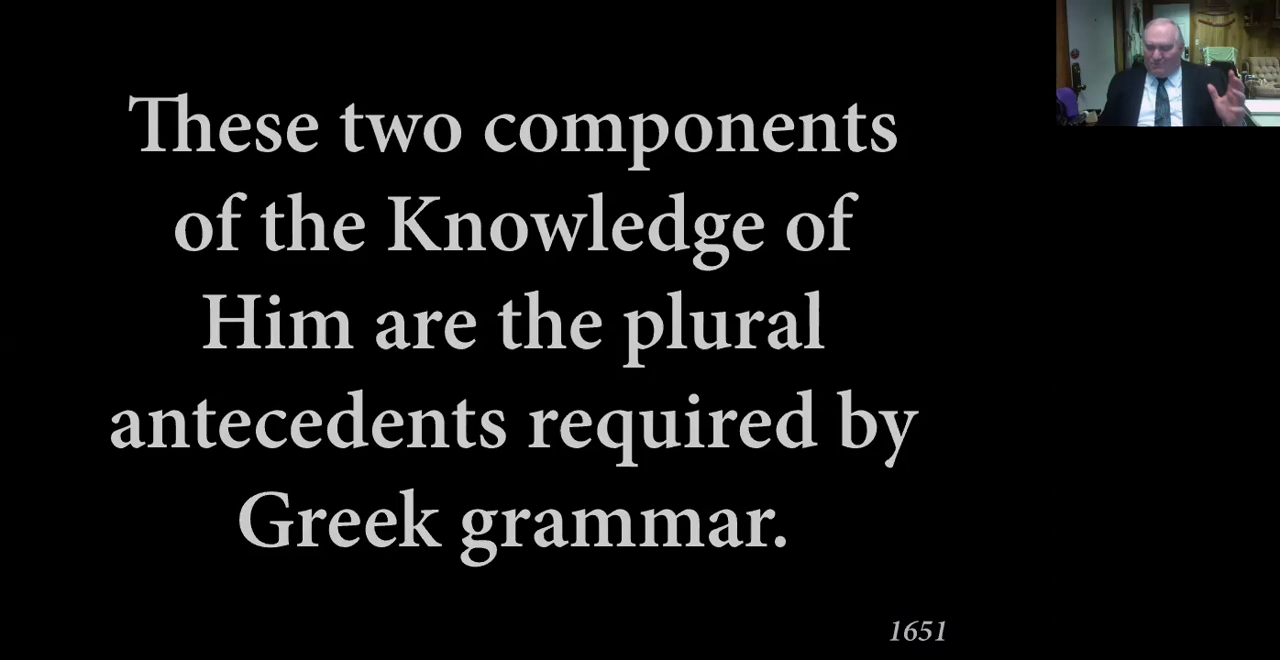 These two components
of the Knowledge of
Him are the plural
antecedents required by
Greek grammar.
1651